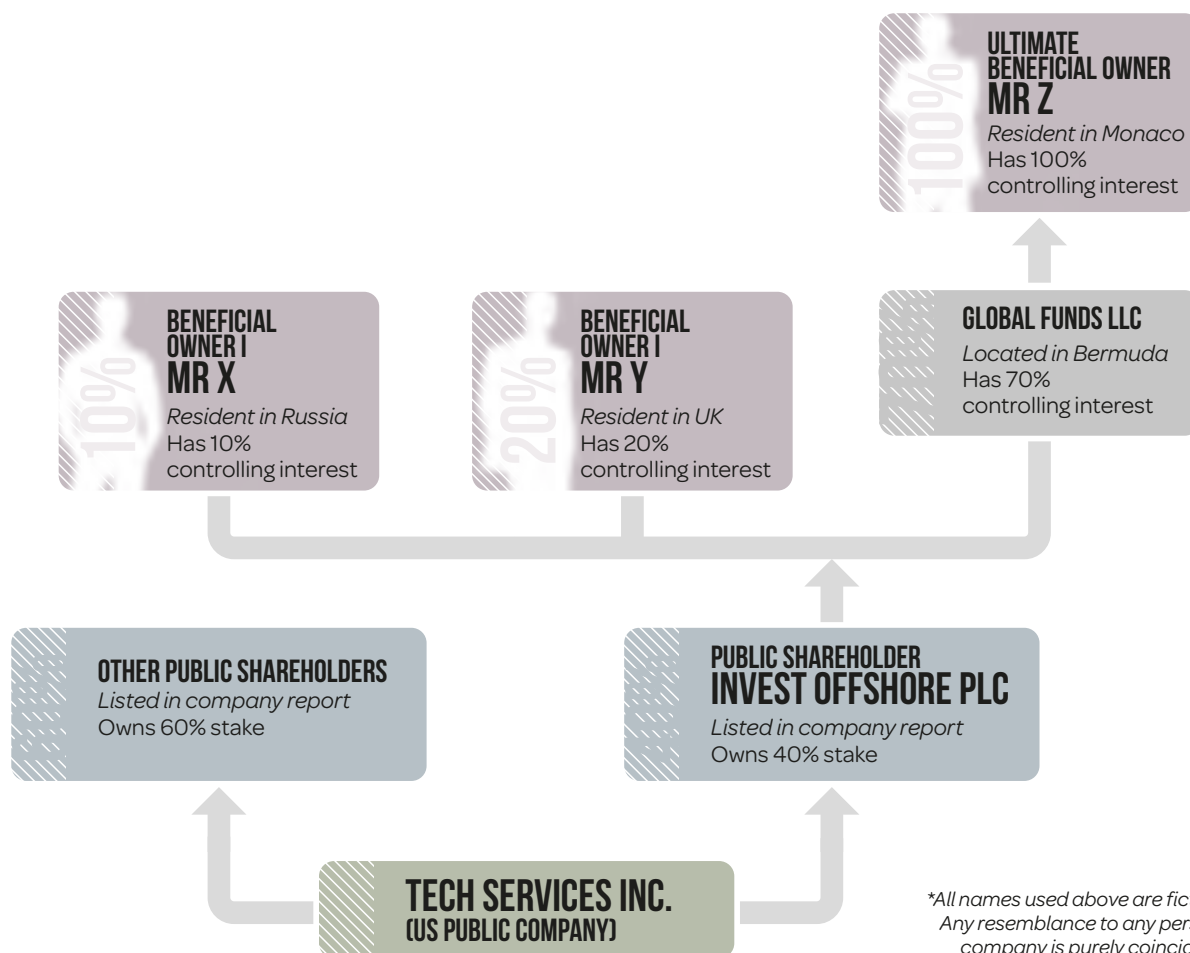 100%
ULTIMATE
BENEFICIAL OWNER
MR Z
Resident in Monaco
Has 100%
controlling interest
10%
BENEFICIAL
OWNER I
MR X
Resident in Russia
Has 10%
controlling interest
20%
BENEFICIAL
OWNER I
MR Y
Resident in UK
Has 20%
controlling interest
GLOBAL FUNDS LLC
Located in Bermuda
Has 70%
controlling interest
OTHER PUBLIC SHAREHOLDERS
Listed in company report
Owns 60% stake
PUBLIC SHAREHOLDER
INVEST OFFSHORE PLC
Listed in company report
Owns 40% stake
TECH SERVICES INC.
(US PUBLIC COMPANY)
*All names used above are
Any resemblance to any
company is purely